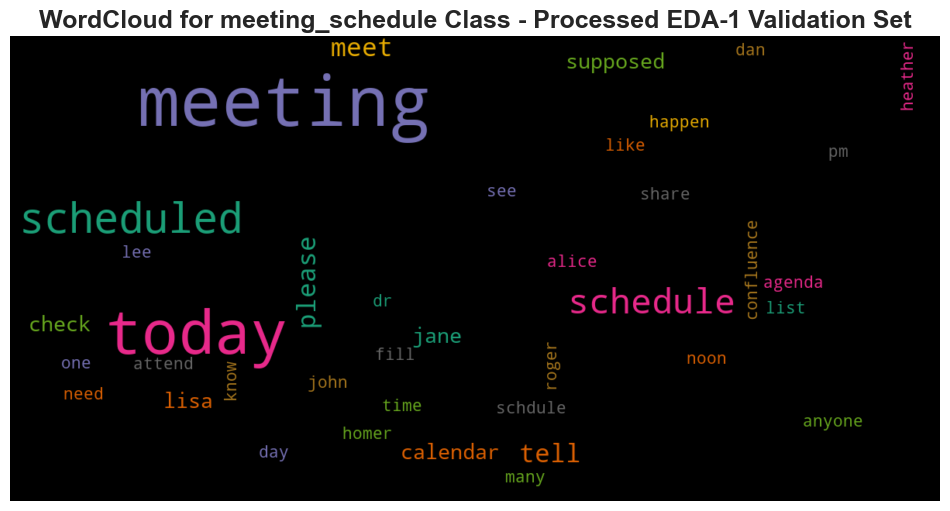 WordCloud for meeting_schedule Class - Processed EDA-1 Validation Set
meet
dan
supposed
heather
meeting
happen
like
pm
see
share
scheduled
lee
please
confluence
alice
agenda
dr
schedule
list
check
today
jane
fill
one
attend
know
roger
noon
john
need
lisa
time
schdule
anyone
homer
day
calendar
tell
many